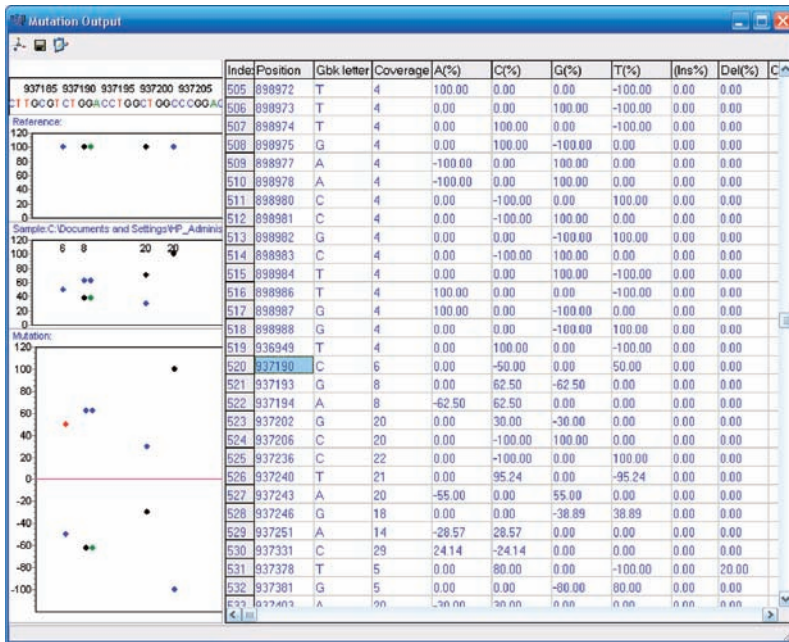 Mutation Output
937185 937190 937195 937200 937205
CTTGCGTCTGGACCTGGCTGGCCCGGAC
Reference:
120
100
80
60
40
20
0
Sample:C:\Documents and Settings\HP_Adminis
120
100
80
60
40
20
0
6 8 20 20
Mutation:
120
100
80
60
40
20
0
-20
-40
-60
-80
-100
Index Position Gbk letter Coverage A(%) C(%) G(%) T(%) (Ins%) Del(%) C
505 898972 T 4 100.00 0.00 0.00 -100.00 0.00 0.00
506 898973 T 4 0.00 0.00 100.00 -100.00 0.00 0.00
507 898974 T 4 0.00 100.00 0.00 -100.00 0.00 0.00
508 898975 G 4 0.00 100.00 -100.00 0.00 0.00 0.00
509 898977 A 4 -100.00 0.00 100.00 0.00 0.00 0.00
510 898978 A 4 -100.00 0.00 100.00 0.00 0.00 0.00
511 898980 C 4 0.00 -100.00 0.00 100.00 0.00 0.00
512 898981 C 4 0.00 -100.00 100.00 0.00 0.00 0.00
513 898982 G 4 0.00 0.00 -100.00 100.00 0.00 0.00
514 898983 C 4 0.00 -100.00 100.00 0.00 0.00 0.00
515 898984 T 4 0.00 0.00 100.00 -100.00 0.00 0.00
516 898986 T 4 100.00 0.00 0.00 -100.00 0.00 0.00
517 898987 G 4 100.00 0.00 -100.00 0.00 0.00 0.00
518 898988 G 4 0.00 0.00 -100.00 100.00 0.00 0.00
519 936949 T 4 0.00 100.00 0.00 -100.00 0.00 0.00
520 937190 C 6 0.00 -50.00 0.00 50.00 0.00 0.00
521 937193 G 8 0.00 62.50 -62.50 0.00 0.00 0.00
522 937194 A 8 -62.50 62.50 0.00 0.00 0.00 0.00
523 937202 G 20 0.00 30.00 -30.00 0.00 0.00 0.00
524 937206 C 20 0.00 -100.00 100.00 0.00 0.00 0.00
525 937236 C 22 0.00 -100.00 0.00 100.00 0.00 0.00
526 937240 T 21 0.00 95.24 0.00 -95.24 0.00 0.00
527 937243 A 20 -55.00 0.00 55.00 0.00 0.00 0.00
528 937246 G 18 0.00 0.00 -38.89 38.89 0.00 0.00
529 937251 A 14 -28.57 28.57 0.00 0.00 0.00 0.00
530 937331 C 29 24.14 -24.14 0.00 0.00 0.00 0.00
531 937378 T 5 0.00 80.00 0.00 -100.00 0.00 20.00
532 937381 G 5 0.00 0.00 -80.00 80.00 0.00 0.00
533 937403 A 20 -30.00 30.00 0.00 0.00 0.00 0.00